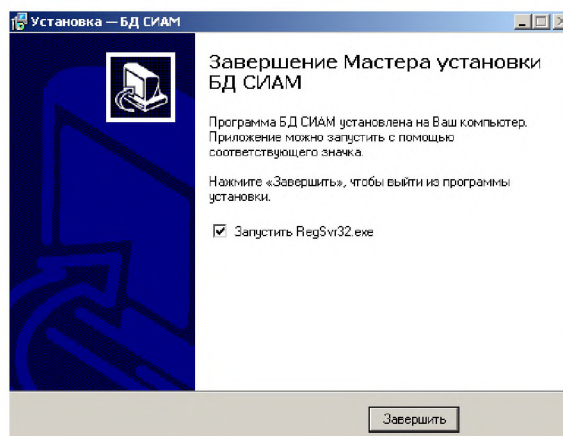 Установка — БД СИАМ
Завершение Мастера установки
БД СИАМ
Программа БД СИАМ установлена на Ваш компьютер.
Приложение можно запустить с помощью
соответствующего значка.
Нажмите «Завершить», чтобы выйти из программы
установки.
Запустить RegSvr32.exe
Завершить